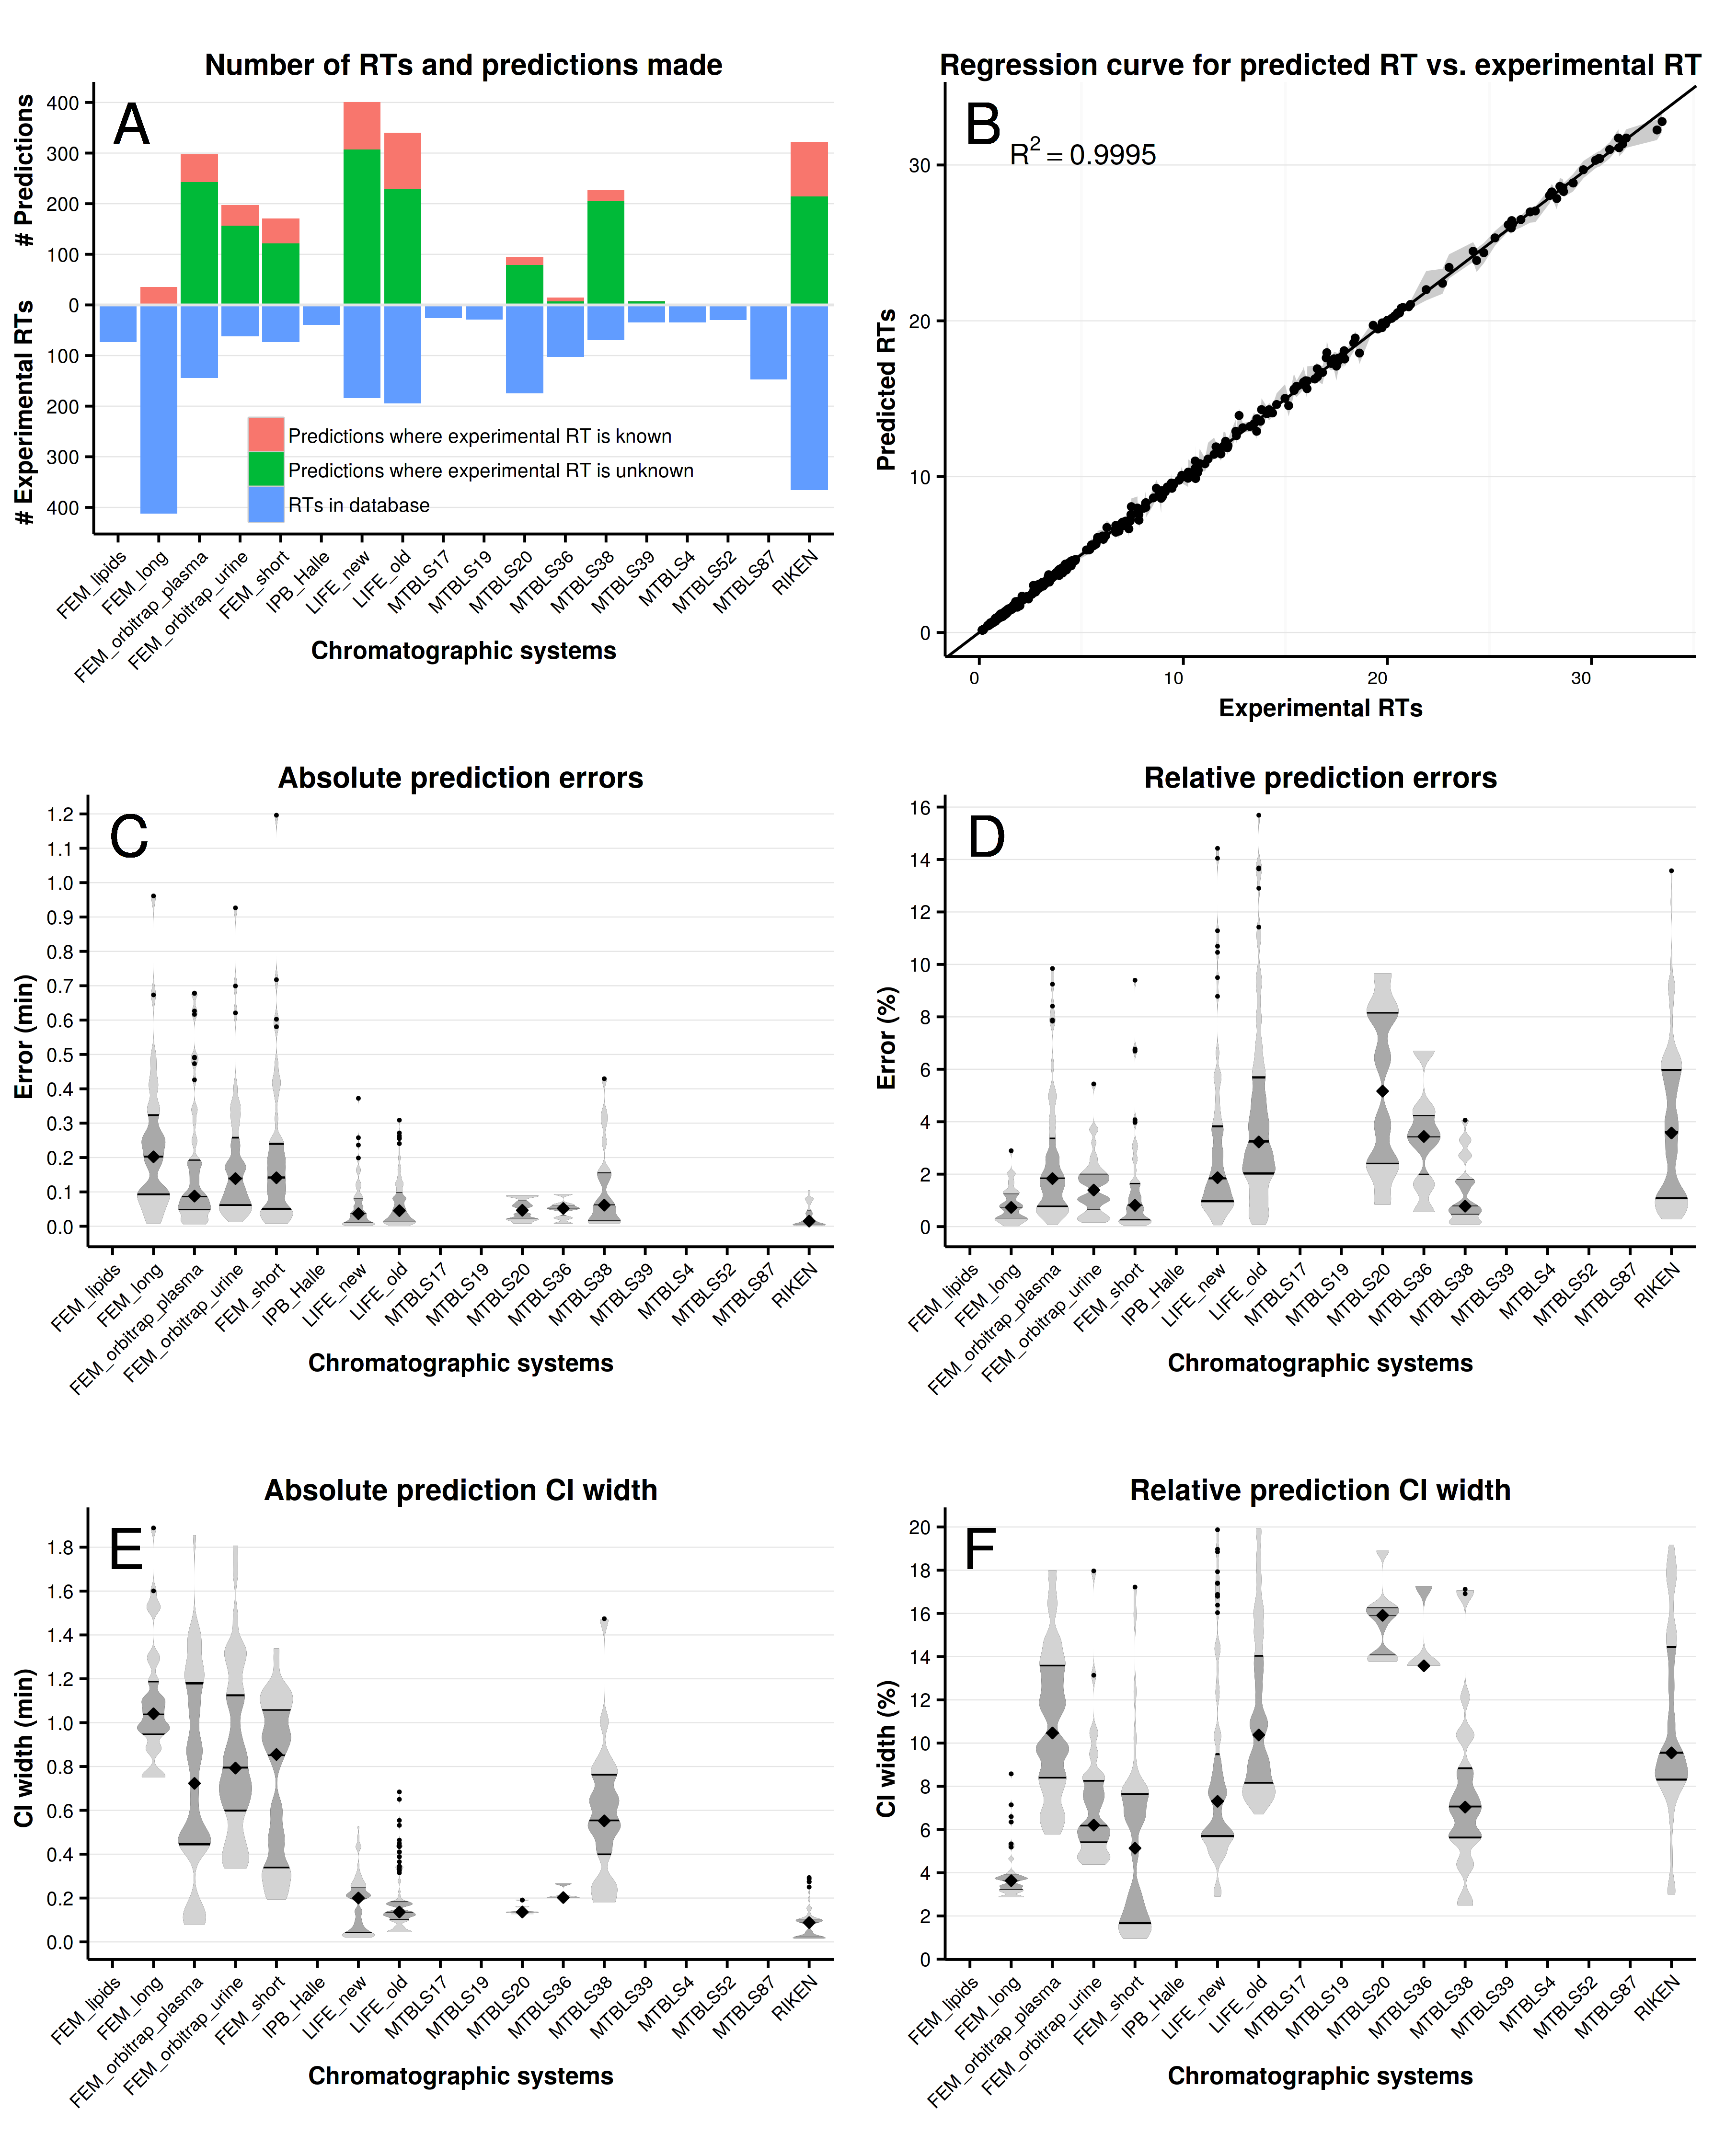 Number of RTs and predictions made
A
# Predictions
# Experimental RTs
400
300
200
100
0
100
200
300
400
Predictions where experimental RT is known
Predictions where experimental RT is unknown
RTs in database
FEM_lipids
FEM_long
FEM_orbitrap_plasma
FEM_orbitrap_urine
FEM_short
IPB_Halle
LIFE_new
LIFE_old
MTBLS17
MTBLS19
MTBLS20
MTBLS36
MTBLS38
MTBLS39
MTBLS4
MTBLS52
MTBLS87
RIKEN
Chromatographic systems
Regression curve for predicted RT vs. experimental RT
B
R² = 0.9995
Predicted RTs
30
20
10
0
0
10
20
30
Experimental RTs
Absolute prediction errors
C
Error (min)
1.2
1.1
1.0
0.9
0.8
0.7
0.6
0.5
0.4
0.3
0.2
0.1
0.0
FEM_lipids
FEM_long
FEM_orbitrap_plasma
FEM_orbitrap_urine
FEM_short
IPB_Halle
LIFE_new
LIFE_old
MTBLS17
MTBLS19
MTBLS20
MTBLS36
MTBLS38
MTBLS39
MTBLS4
MTBLS52
MTBLS87
RIKEN
Chromatographic systems
Relative prediction errors
D
Error (%)
16
14
12
10
8
6
4
2
0
FEM_lipids
FEM_long
FEM_orbitrap_plasma
FEM_orbitrap_urine
FEM_short
IPB_Halle
LIFE_new
LIFE_old
MTBLS17
MTBLS19
MTBLS20
MTBLS36
MTBLS38
MTBLS39
MTBLS4
MTBLS52
MTBLS87
RIKEN
Chromatographic systems
Absolute prediction CI width
E
CI width (min)
1.8
1.6
1.4
1.2
1.0
0.8
0.6
0.4
0.2
0.0
FEM_lipids
FEM_long
FEM_orbitrap_plasma
FEM_orbitrap_urine
FEM_short
IPB_Halle
LIFE_new
LIFE_old
MTBLS17
MTBLS19
MTBLS20
MTBLS36
MTBLS38
MTBLS39
MTBLS4
MTBLS52
MTBLS87
RIKEN
Chromatographic systems
Relative prediction CI width
F
CI width (%)
20
18
16
14
12
10
8
6
4
2
0
FEM_lipids
FEM_long
FEM_orbitrap_plasma
FEM_orbitrap_urine
FEM_short
IPB_Halle
LIFE_new
LIFE_old
MTBLS17
MTBLS19
MTBLS20
MTBLS36
MTBLS38
MTBLS39
MTBLS4
MTBLS52
MTBLS87
RIKEN
Chromatographic systems